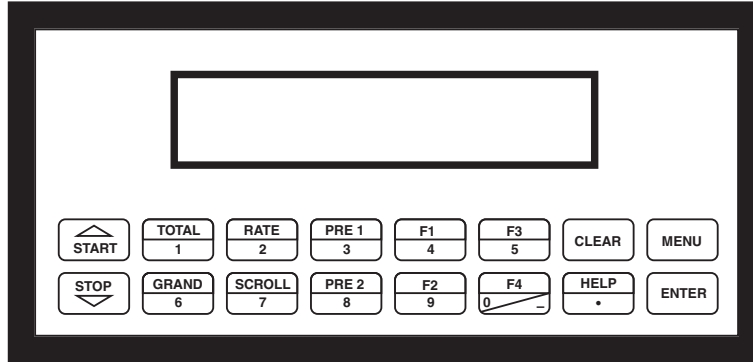 START TOTAL 1 RATE 2 PRE 1 3 F1 4 F3 5 CLEAR MENU
STOP GRAND 6 SCROLL 7 PRE 2 8 F2 9 F4 0 – HELP • ENTER